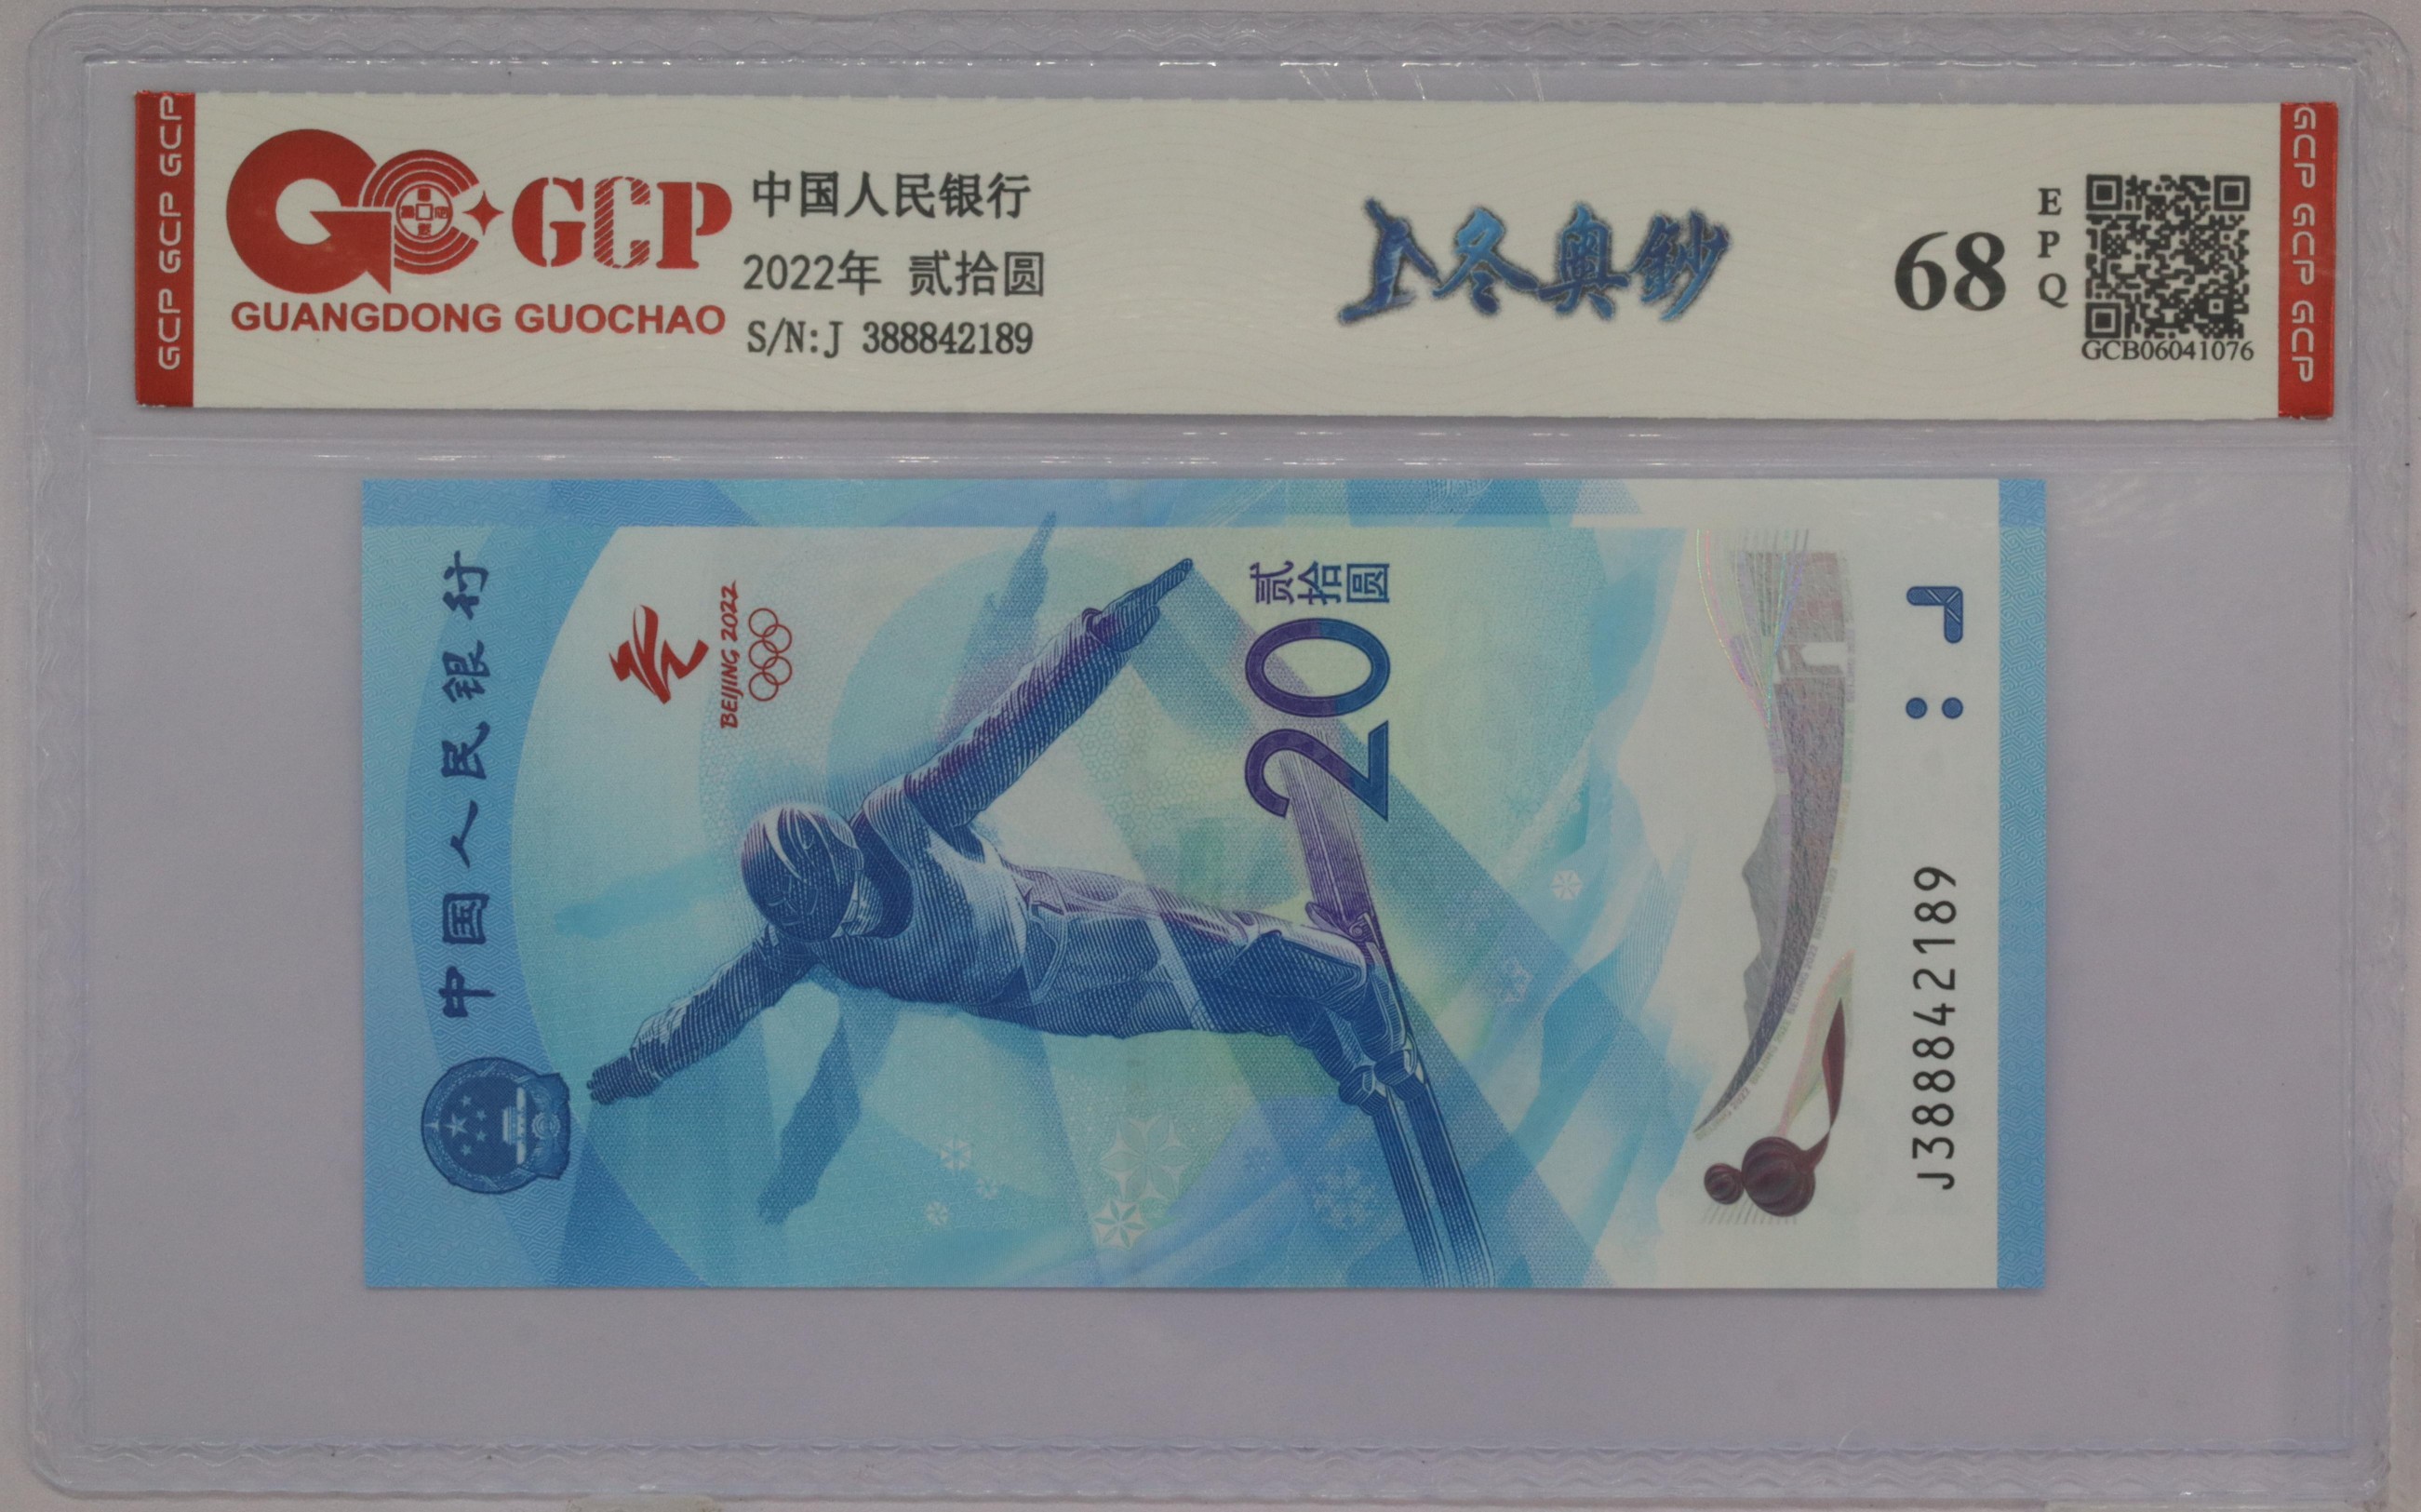 GCP GCP GCP
GCP
GUANGDONG GUOCHAO
中国人民银行
2022年 贰拾圆
S/N:J 388842189
冬奥鈔
68
EPQ
GCB06041076
GCP GCP GCP
中国人民银行
BEIJING 2022
贰拾圆
20
J388842189